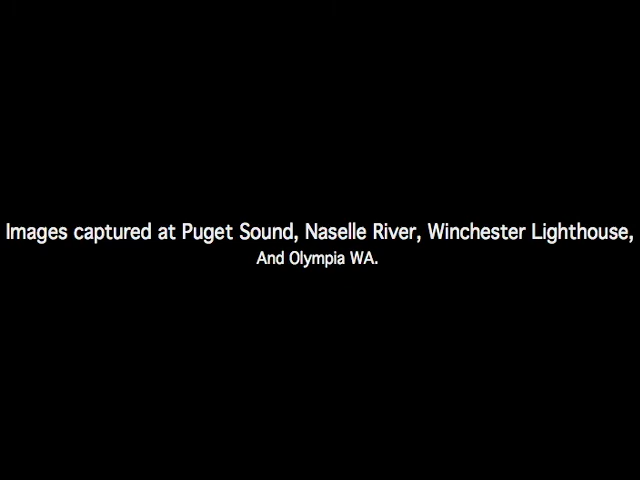 Images captured at Puget Sound, Naselle River, Winchester Lighthouse,
And Olympia WA.